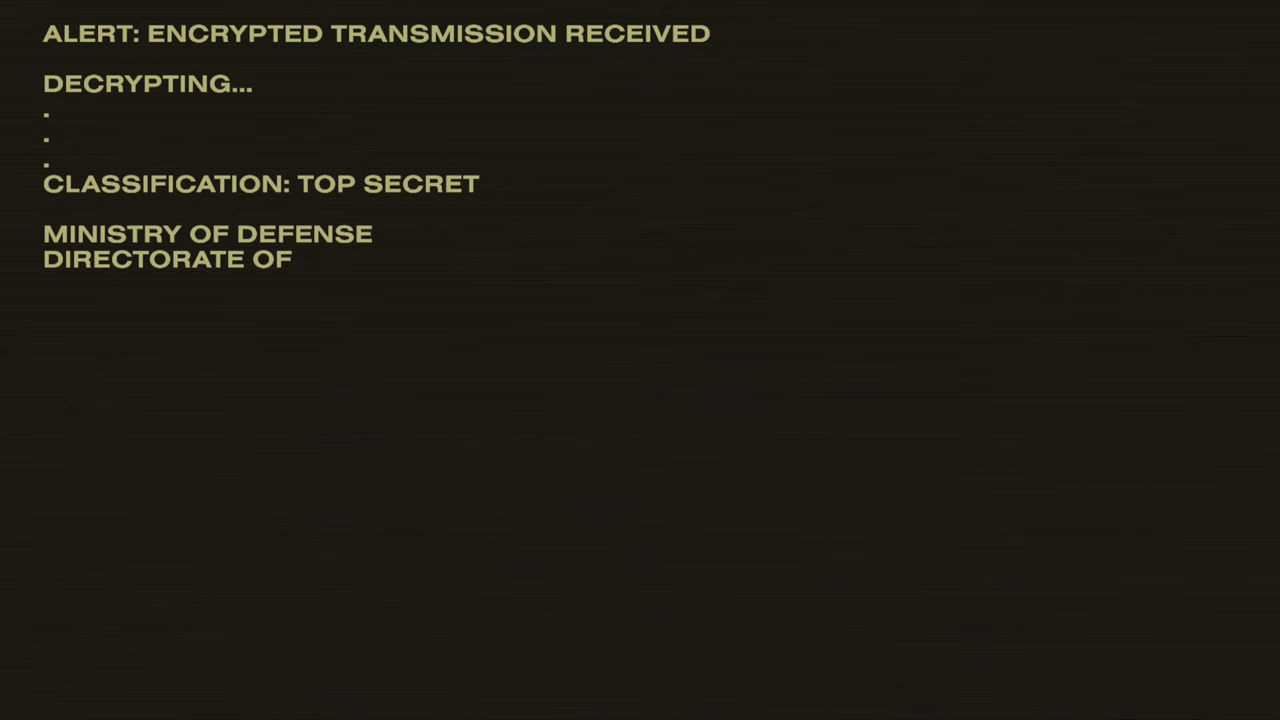 ALERT: ENCRYPTED TRANSMISSION RECEIVED
DECRYPTING...
.
.
.
CLASSIFICATION: TOP SECRET
MINISTRY OF DEFENSE
DIRECTORATE OF